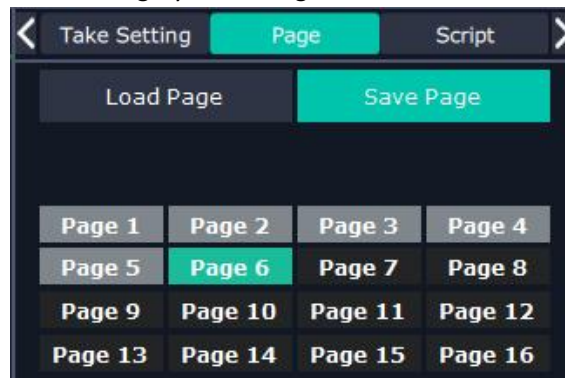 Take Setting Page Script
Load Page Save Page
Page 1 Page 2 Page 3 Page 4
Page 5 Page 6 Page 7 Page 8
Page 9 Page 10 Page 11 Page 12
Page 13 Page 14 Page 15 Page 16